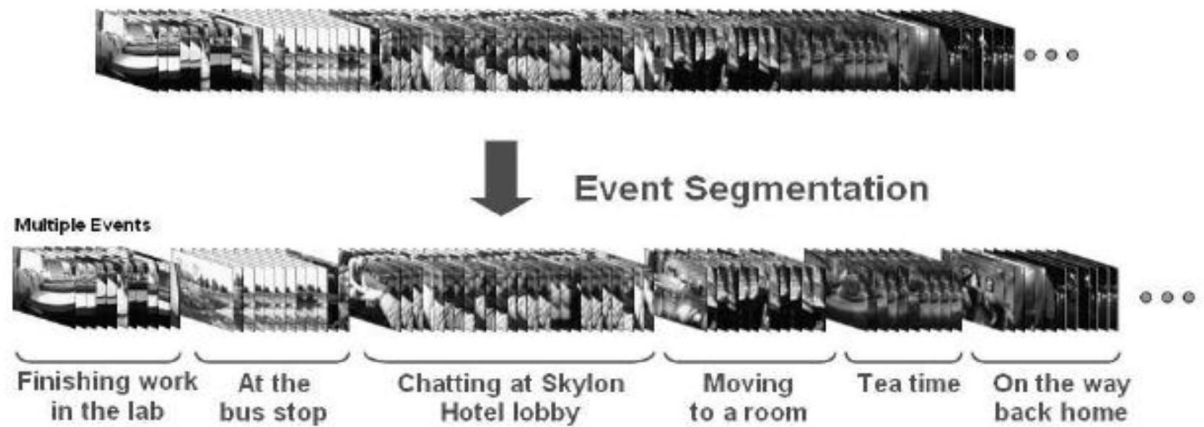 Event Segmentation
Multiple Events
Finishing work
in the lab
At the
bus stop
Chatting at Skylon
Hotel lobby
Moving
to a room
Tea time
On the way
back home